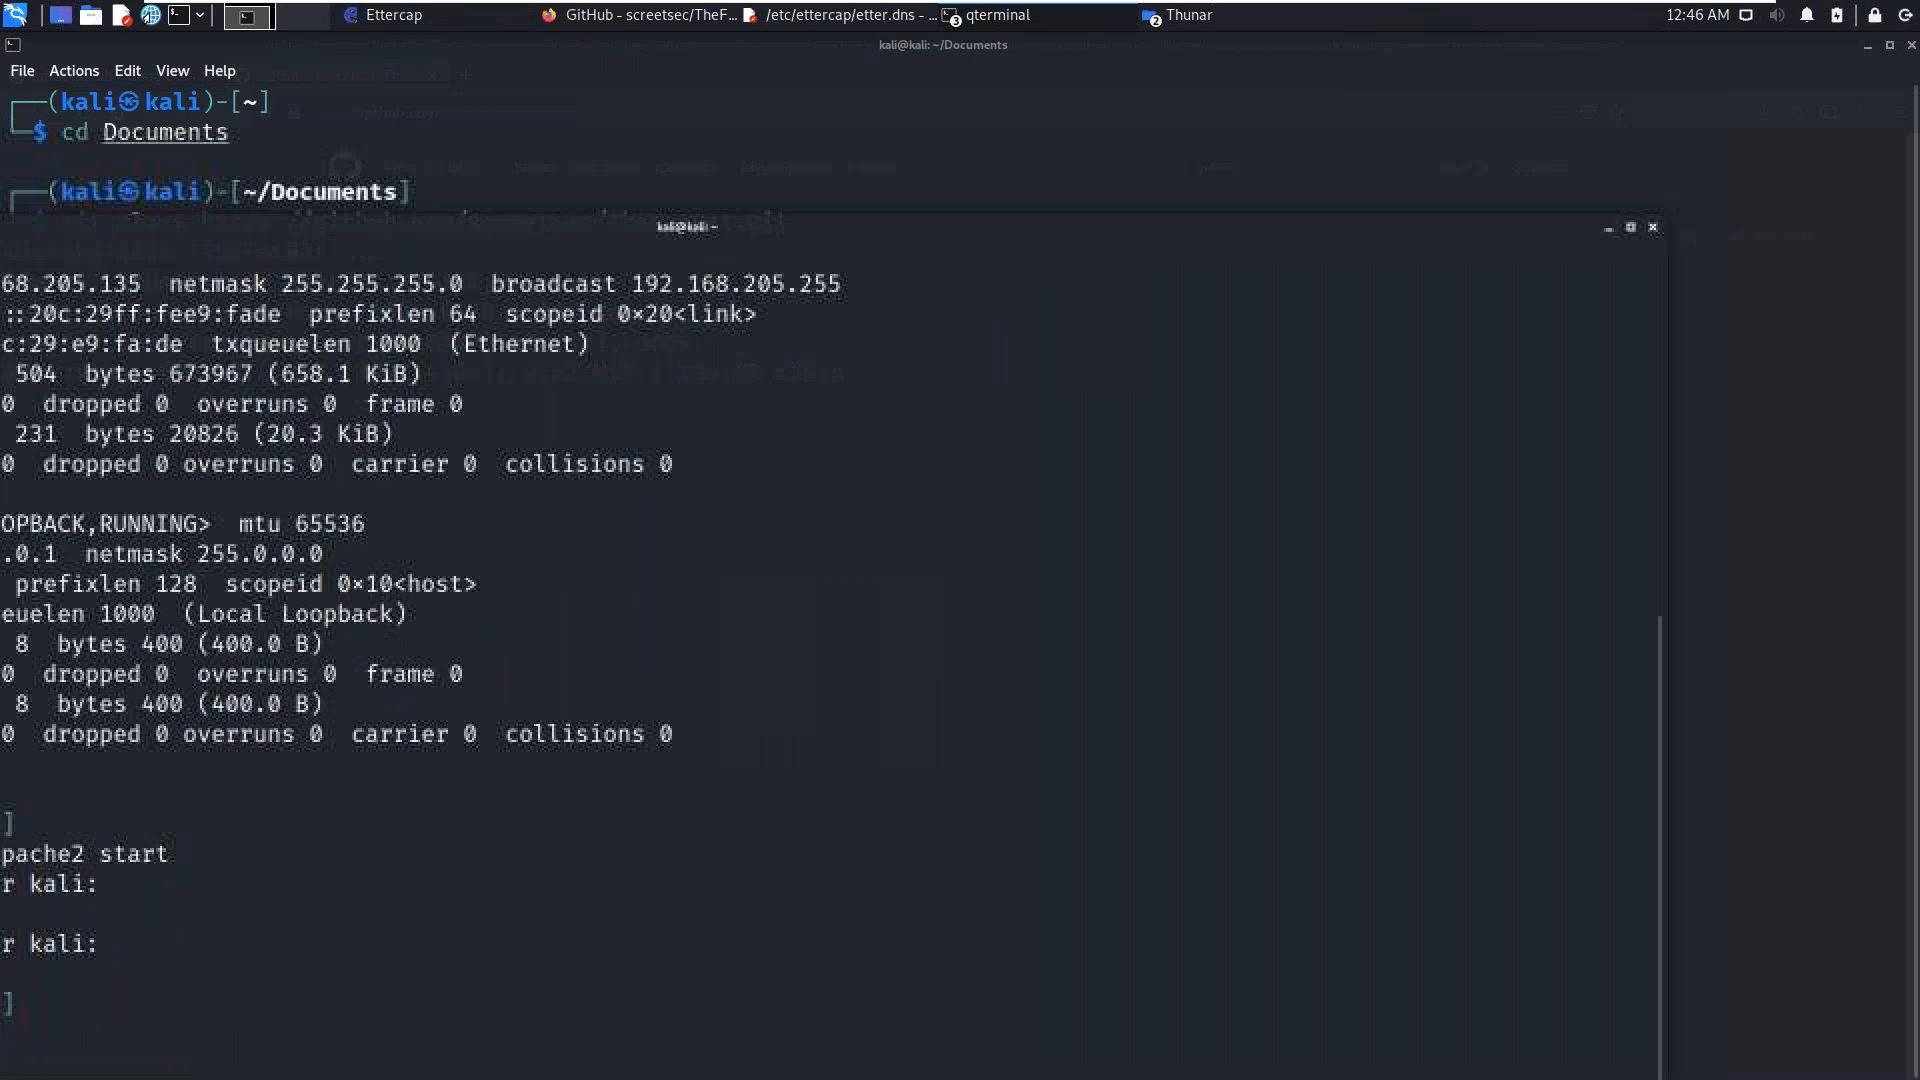 Ettercap
GitHub - screetsec/TheF...
/etc/ettercap/etter.dns - ...
3 qterminal
2 Thunar
12:46 AM
kali@kali: ~/Documents
File Actions Edit View Help
(kali㉿kali)-[~]
$ cd Documents
(kali㉿kali)-[~/Documents]
kali@kali: ~
68.205.135  netmask 255.255.255.0  broadcast 192.168.205.255
::20c:29ff:fee9:fade  prefixlen 64  scopeid 0×20<link>
c:29:e9:fa:de  txqueuelen 1000  (Ethernet)
504  bytes 673967 (658.1 KiB)
0  dropped 0  overruns 0  frame 0
231  bytes 20826 (20.3 KiB)
0  dropped 0 overruns 0  carrier 0  collisions 0
OPBACK,RUNNING>  mtu 65536
.0.1  netmask 255.0.0.0
prefixlen 128  scopeid 0×10<host>
euelen 1000  (Local Loopback)
8  bytes 400 (400.0 B)
0  dropped 0  overruns 0  frame 0
8  bytes 400 (400.0 B)
0  dropped 0 overruns 0  carrier 0  collisions 0
]
pache2 start
r kali:
r kali:
]